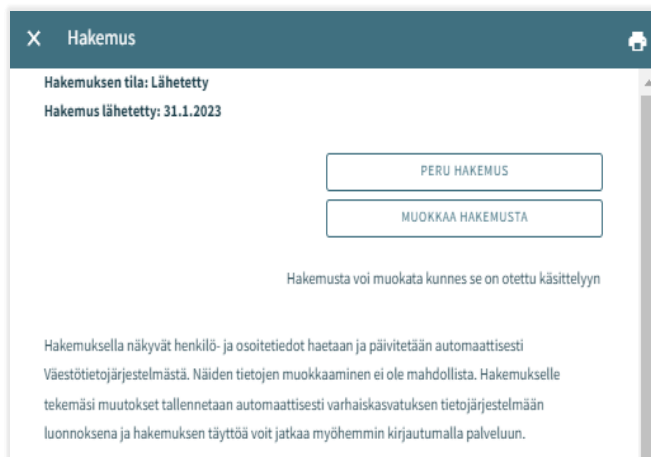 Hakemus
Hakemuksen tila: Lähetetty
Hakemus lähetetty: 31.1.2023
PERU HAKEMUS
MUOKKAA HAKEMUSTA
Hakemusta voi muokata kunnes se on otettu käsittelyyn
Hakemuksella näkyvät henkilö- ja osoitetiedot haetaan ja päivitetään automaattisesti
Väestötietojärjestelmästä. Näiden tietojen muokkaaminen ei ole mahdollista. Hakemukselle
tekemäsi muutokset tallennetaan automaattisesti varhaiskasvatuksen tietojärjestelmään
luonnoksena ja hakemuksen täyttöä voit jatkaa myöhemmin kirjautumalla palveluun.